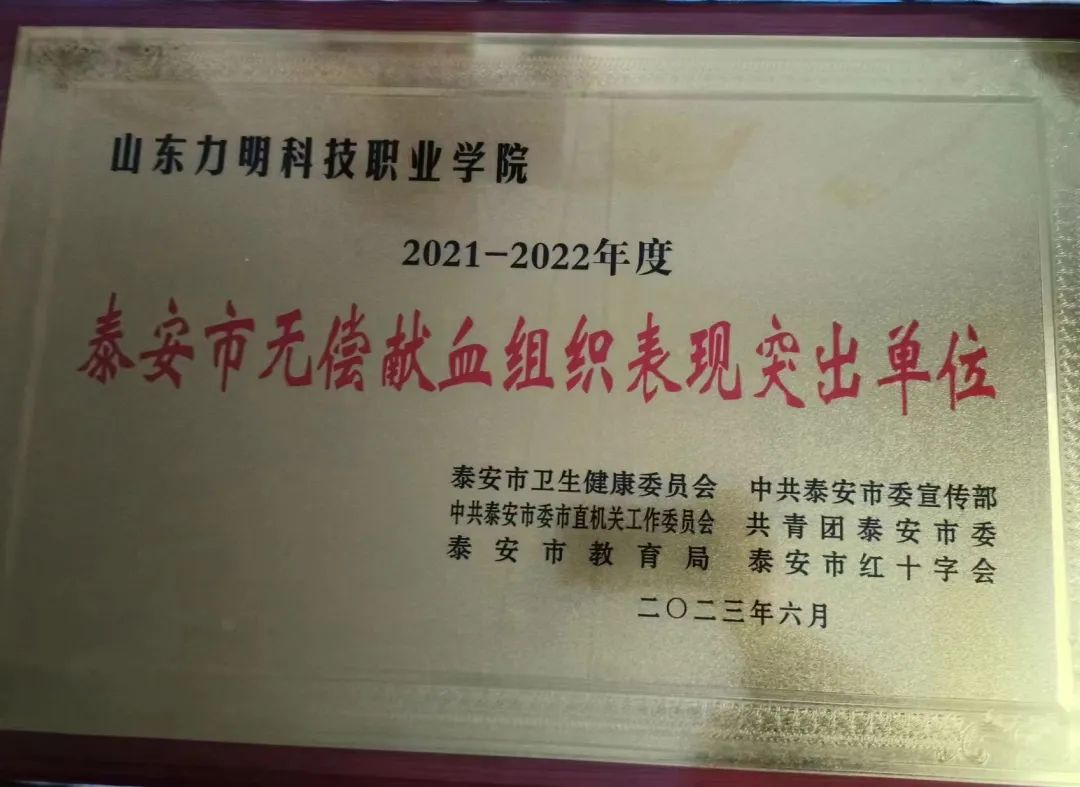 山东力明科技职业学院
2021-2022年度
泰安市无偿献血组织表现突出单位
泰安市卫生健康委员会 中共泰安市委宣传部
中共泰安市委市直机关工作委员会 共青团泰安市委
泰安市教育局 泰安市红十字会
二〇二三年六月